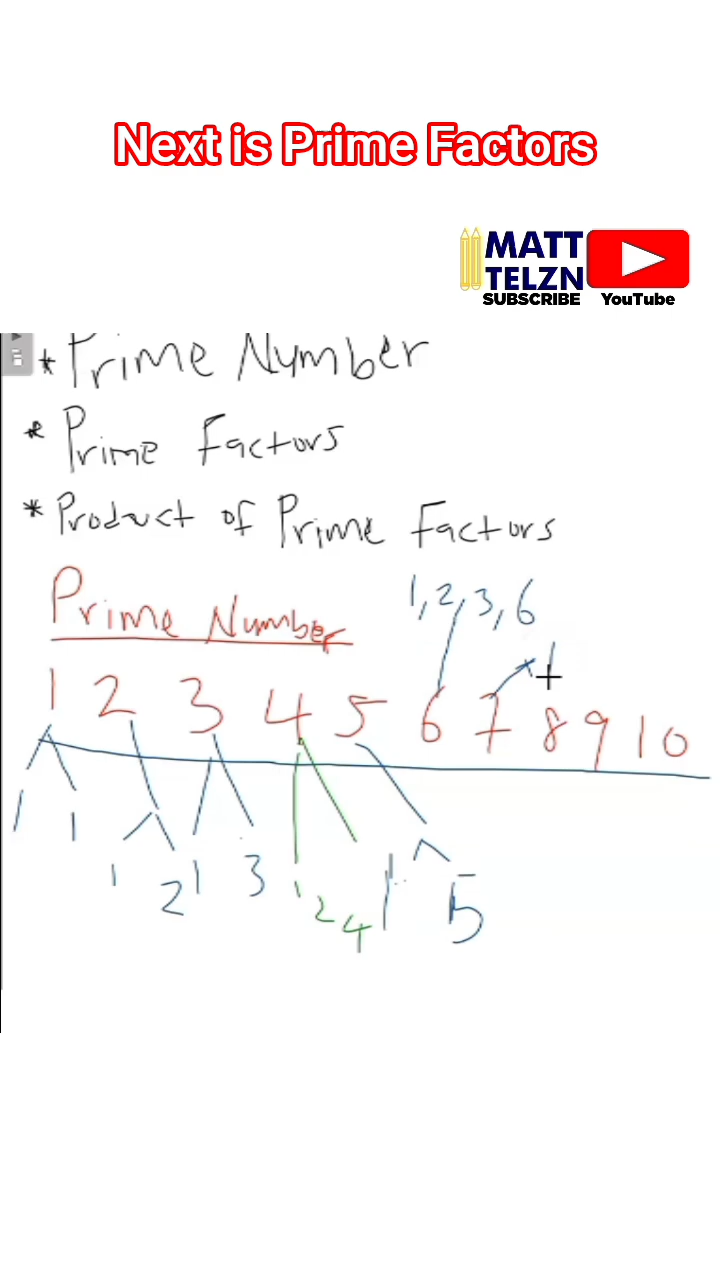 Next is Prime Factors
MATT
TELZN
SUBSCRIBE YouTube
* Prime Number
* Prime Factors
* Product of Prime Factors
1, 2, 3, 6
Prime Number
1 2 3 4 5 6 7 8 9 10
1 1 1 2 1 3 1 2 4 1 5